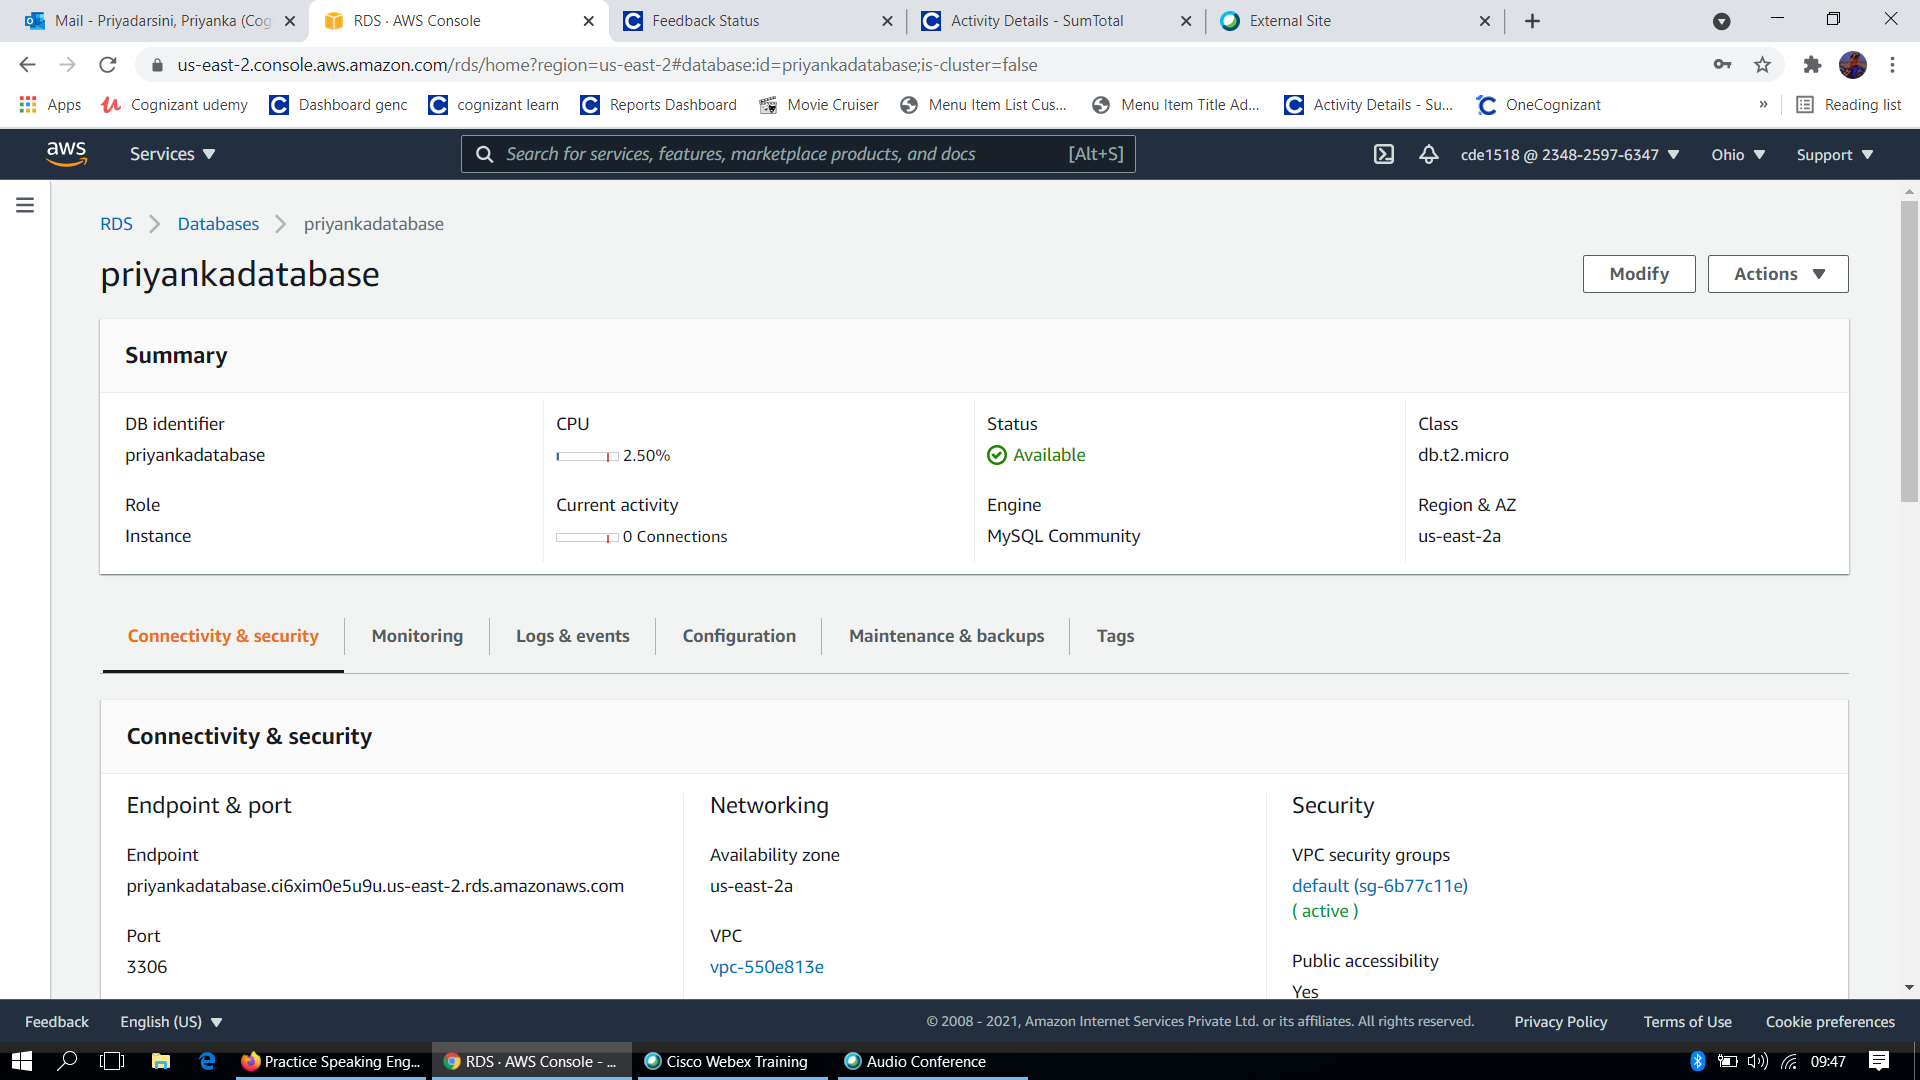 Mail - Priyadarsini, Priyanka (Cog
RDS · AWS Console
Feedback Status
Activity Details - SumTotal
External Site
us-east-2.console.aws.amazon.com/rds/home?region=us-east-2#database:id=priyankadatabase;is-cluster=false
Apps
Cognizant udemy
Dashboard genc
cognizant learn
Reports Dashboard
Movie Cruiser
Menu Item List Cus...
Menu Item Title Ad...
Activity Details - Su...
OneCognizant
»
Reading list
aws
Services
Search for services, features, marketplace products, and docs
[Alt+S]
cde1518 @ 2348-2597-6347
Ohio
Support
RDS
Databases
priyankadatabase
priyankadatabase
Modify
Actions
Summary
DB identifier
priyankadatabase
CPU
2.50%
Status
Available
Class
db.t2.micro
Role
Instance
Current activity
0 Connections
Engine
MySQL Community
Region & AZ
us-east-2a
Connectivity & security
Monitoring
Logs & events
Configuration
Maintenance & backups
Tags
Connectivity & security
Endpoint & port
Endpoint
priyankadatabase.ci6xim0e5u9u.us-east-2.rds.amazonaws.com
Port
3306
Networking
Availability zone
us-east-2a
VPC
vpc-550e813e
Security
VPC security groups
default (sg-6b77c11e)
( active )
Public accessibility
Yes
Feedback
English (US)
© 2008 - 2021, Amazon Internet Services Private Ltd. or its affiliates. All rights reserved.
Privacy Policy
Terms of Use
Cookie preferences
Practice Speaking Eng...
RDS · AWS Console - ...
Cisco Webex Training
Audio Conference
09:47